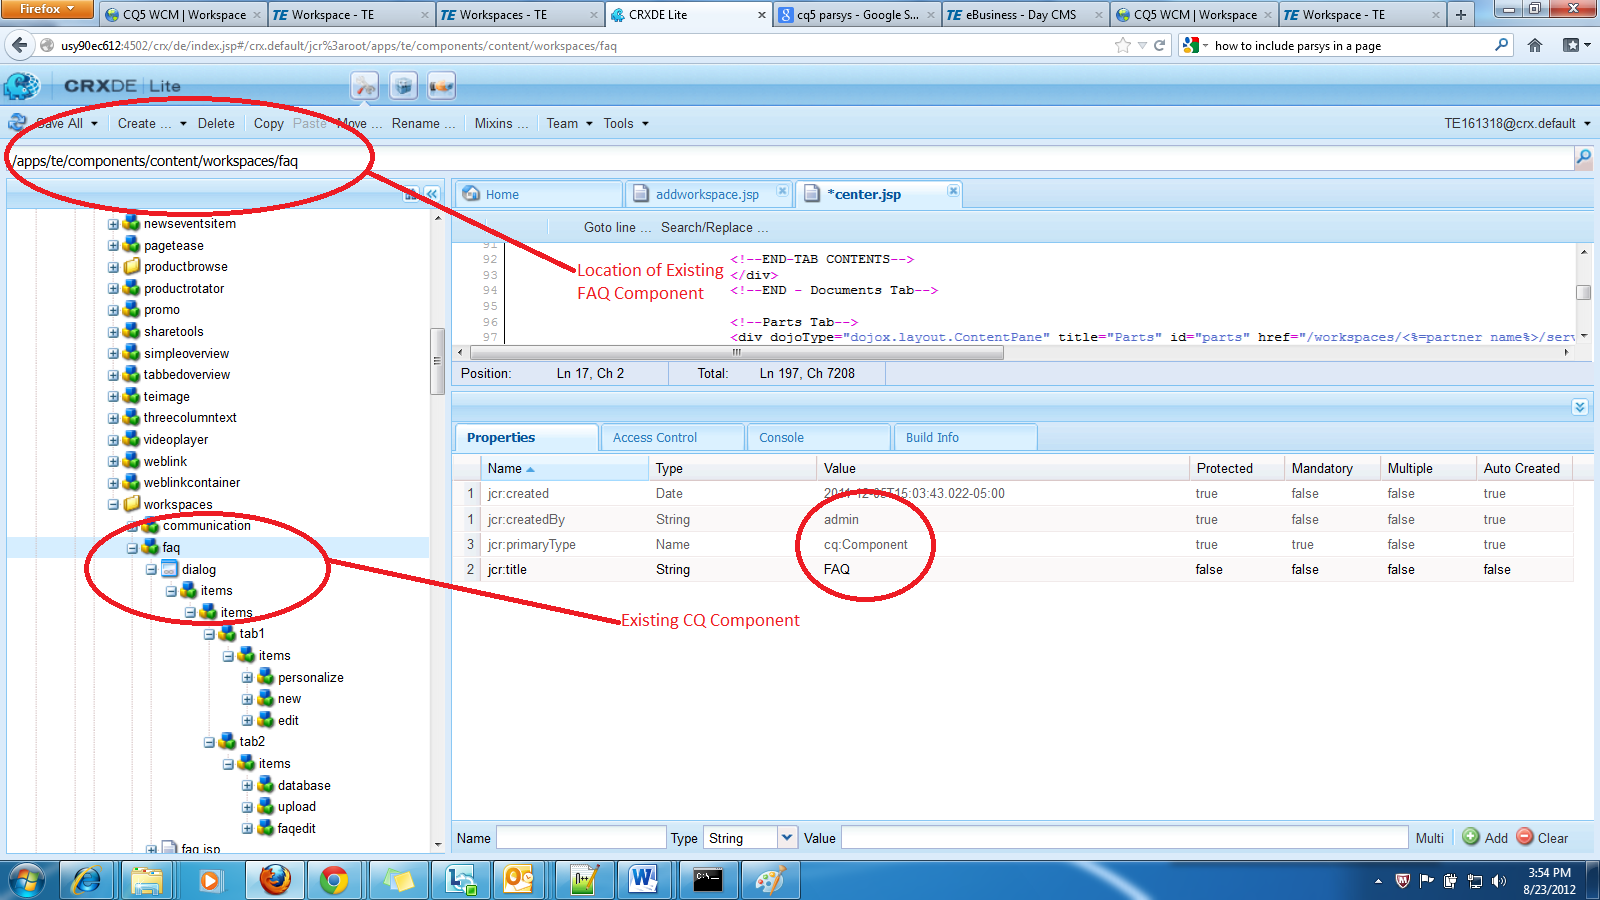 Firefox
CQ5 WCM | Workspace
TE Workspace - TE
TE Workspaces - TE
CRXDE Lite
cq5 parsys - Google S...
TE eBusiness - Day CMS
CQ5 WCM | Workspace
TE Workspace - TE
usy90ec612:4502/crx/de/index.jsp#/crx.default/jcr%3aroot/apps/te/components/content/workspaces/faq
how to include parsys in a page
CRXDE | Lite
Save All
Create ...
Delete
Copy
Paste
Move ...
Rename ...
Mixins ...
Team
Tools
TE161318@crx.default
/apps/te/components/content/workspaces/faq
newseventsitem
pagetease
productbrowse
productrotator
promo
sharetools
simpleoverview
tabbedoverview
teimage
threecolumntext
videoplayer
weblink
weblinkcontainer
workspaces
communication
faq
dialog
items
items
tab1
items
personalize
new
edit
tab2
items
database
upload
faqedit
faq.jsp
Home
addworkspace.jsp
*center.jsp
Goto line ...
Search/Replace ...
91
92 <!--END-TAB CONTENTS-->
93 </div>
94 <!--END - Documents Tab-->
95
96 <!--Parts Tab-->
97 <div dojoType="dojox.layout.ContentPane" title="Parts" id="parts" href="/workspaces/<%=partner name%>/serv
Location of Existing
FAQ Component
Position: Ln 17, Ch 2 Total: Ln 197, Ch 7208
Properties
Access Control
Console
Build Info
Name Type Value Protected Mandatory Multiple Auto Created
1 jcr:created Date 2011-12-05T15:03:43.022-05:00 true false false true
1 jcr:createdBy String admin true false false true
3 jcr:primaryType Name cq:Component true true false true
2 jcr:title String FAQ false false false false
Existing CQ Component
Name
Type String
Value
Multi
Add
Clear
3:54 PM
8/23/2012